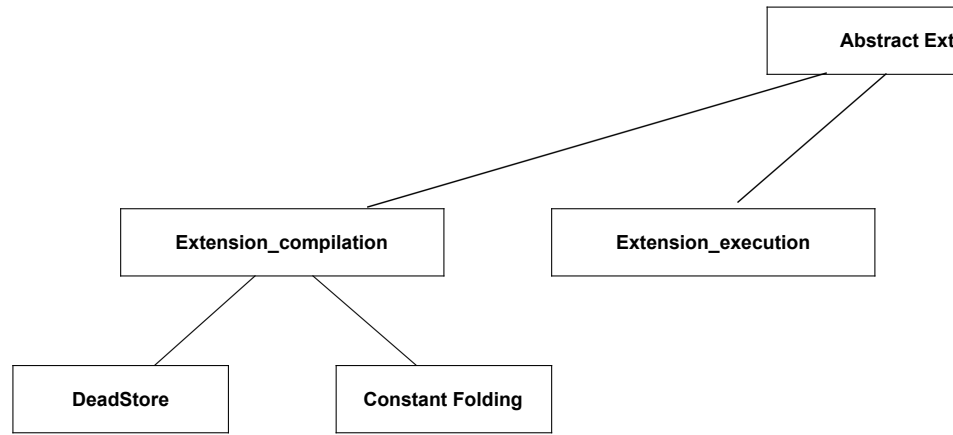 Abstract Ext
Extension_compilation
Extension_execution
DeadStore
Constant Folding